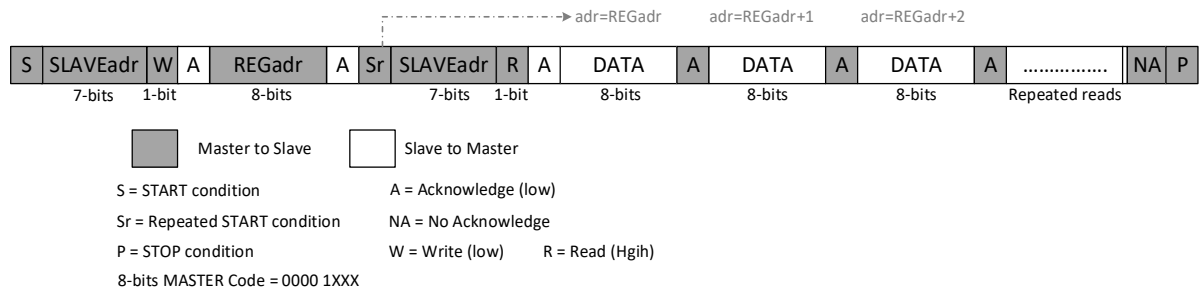 adr=REGadr adr=REGadr+1 adr=REGadr+2
S SLAVEadr W A REGadr A Sr SLAVEadr R A DATA A DATA A DATA A ................ NA P
7-bits 1-bit 8-bits 7-bits 1-bit 8-bits 8-bits 8-bits Repeated reads
Master to Slave Slave to Master
S = START condition A = Acknowledge (low)
Sr = Repeated START condition NA = No Acknowledge
P = STOP condition W = Write (low) R = Read (Hgih)
8-bits MASTER Code = 0000 1XXX